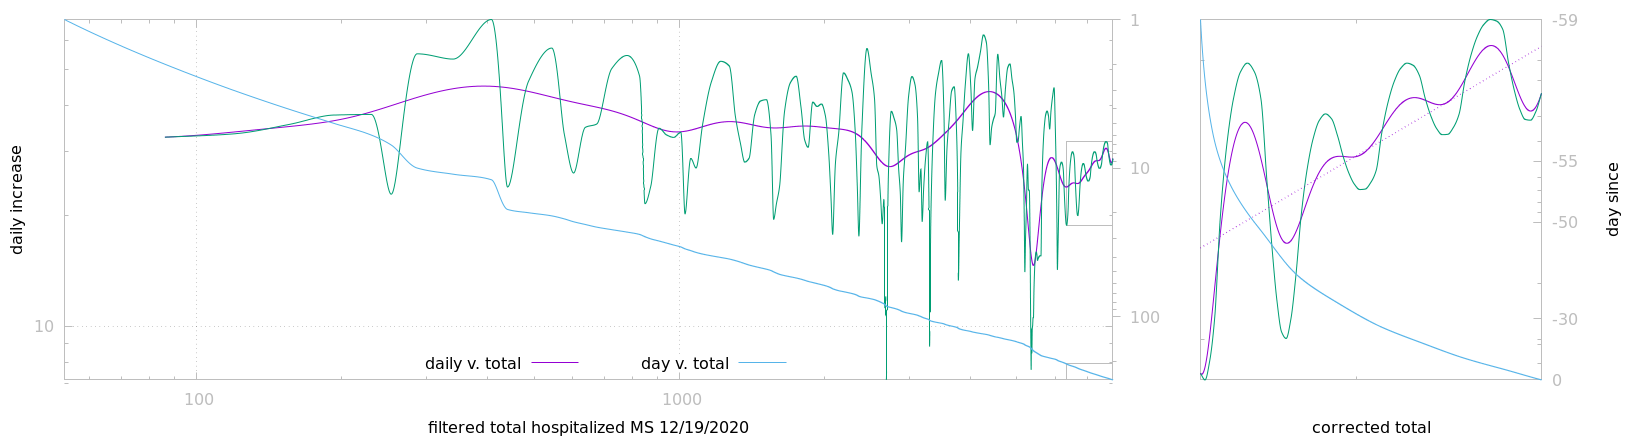 daily increase
10
100
1000
daily v. total
day v. total
filtered total hospitalized MS 12/19/2020
1
10
100
-59
-55
-50
-30
0
day since
corrected total